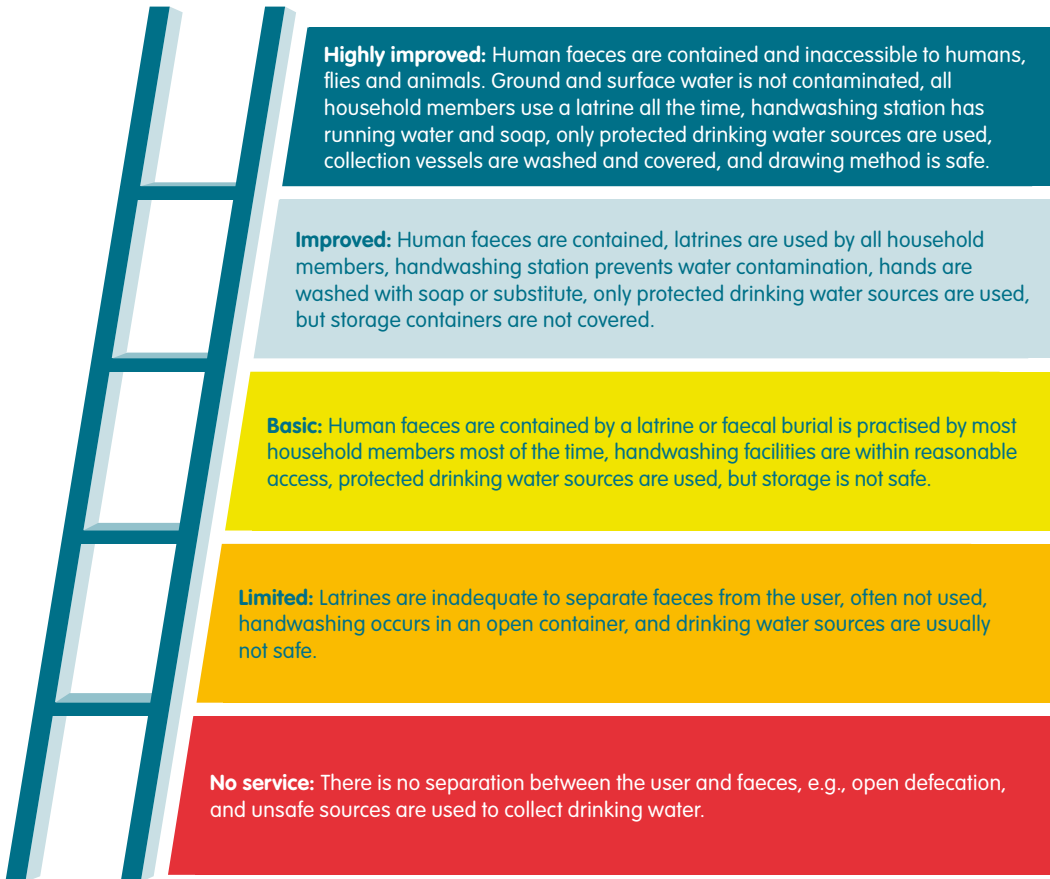 Highly improved: Human faeces are contained and inaccessible to humans,
flies and animals. Ground and surface water is not contaminated, all
household members use a latrine all the time, handwashing station has
running water and soap, only protected drinking water sources are used,
collection vessels are washed and covered, and drawing method is safe.
Improved: Human faeces are contained, latrines are used by all household
members, handwashing station prevents water contamination, hands are
washed with soap or substitute, only protected drinking water sources are used,
but storage containers are not covered.
Basic: Human faeces are contained by a latrine or faecal burial is practised by most
household members most of the time, handwashing facilities are within reasonable
access, protected drinking water sources are used, but storage is not safe.
Limited: Latrines are inadequate to separate faeces from the user, often not used,
handwashing occurs in an open container, and drinking water sources are usually
not safe.
No service: There is no separation between the user and faeces, e.g., open defecation,
and unsafe sources are used to collect drinking water.